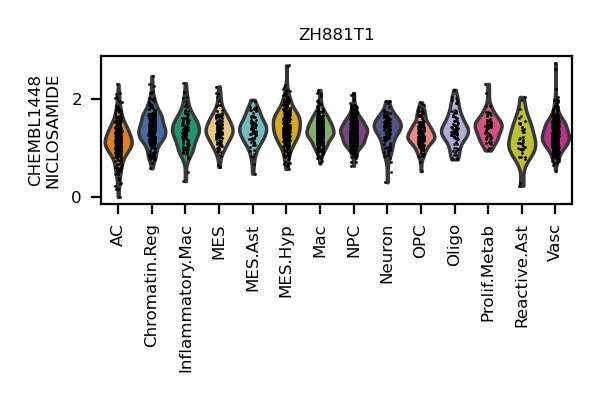 ZH881T1
CHEMBL1448
NICLOSAMIDE
2
0
AC
Chromatin.Reg
Inflammatory.Mac
MES
MES.Ast
MES.Hyp
Mac
NPC
Neuron
OPC
Oligo
Prolif.Metab
Reactive.Ast
Vasc